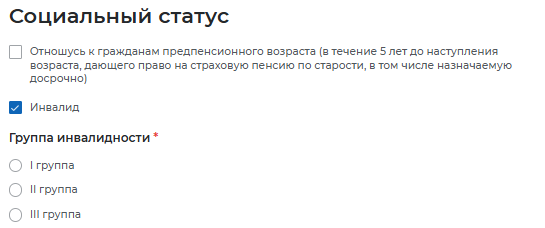 Социальный статус
Отношусь к гражданам предпенсионного возраста (в течение 5 лет до наступления
возраста, дающего право на страховую пенсию по старости, в том числе назначаемую
досрочно)
Инвалид
Группа инвалидности *
I группа
II группа
III группа